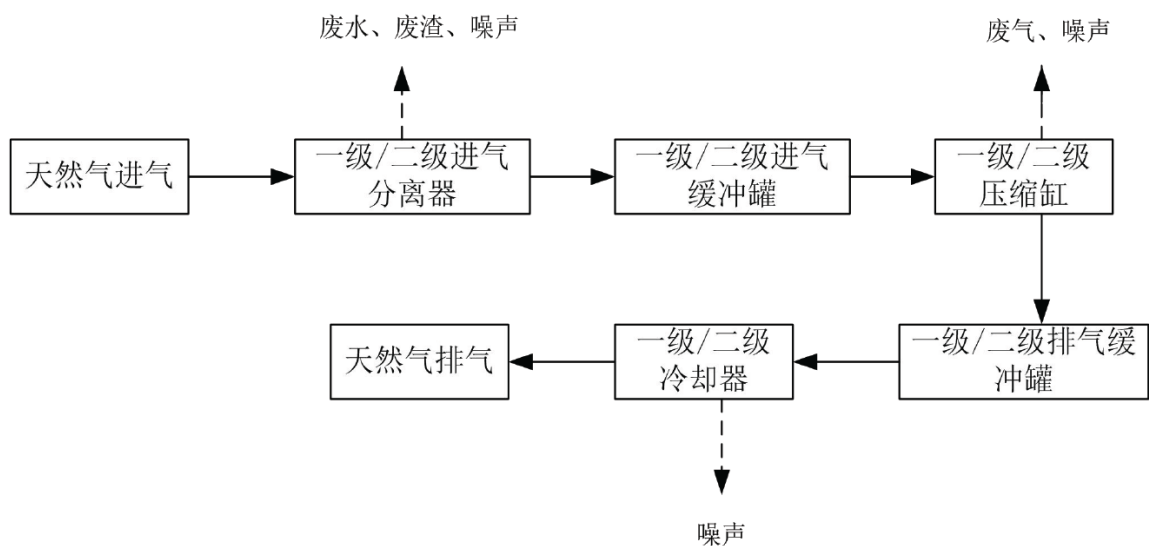 废水、废渣、噪声
废气、噪声
天然气进气
一级/二级进气
分离器
一级/二级进气
缓冲罐
一级/二级
压缩缸
天然气排气
一级/二级
冷却器
一级/二级排气缓
冲罐
噪声